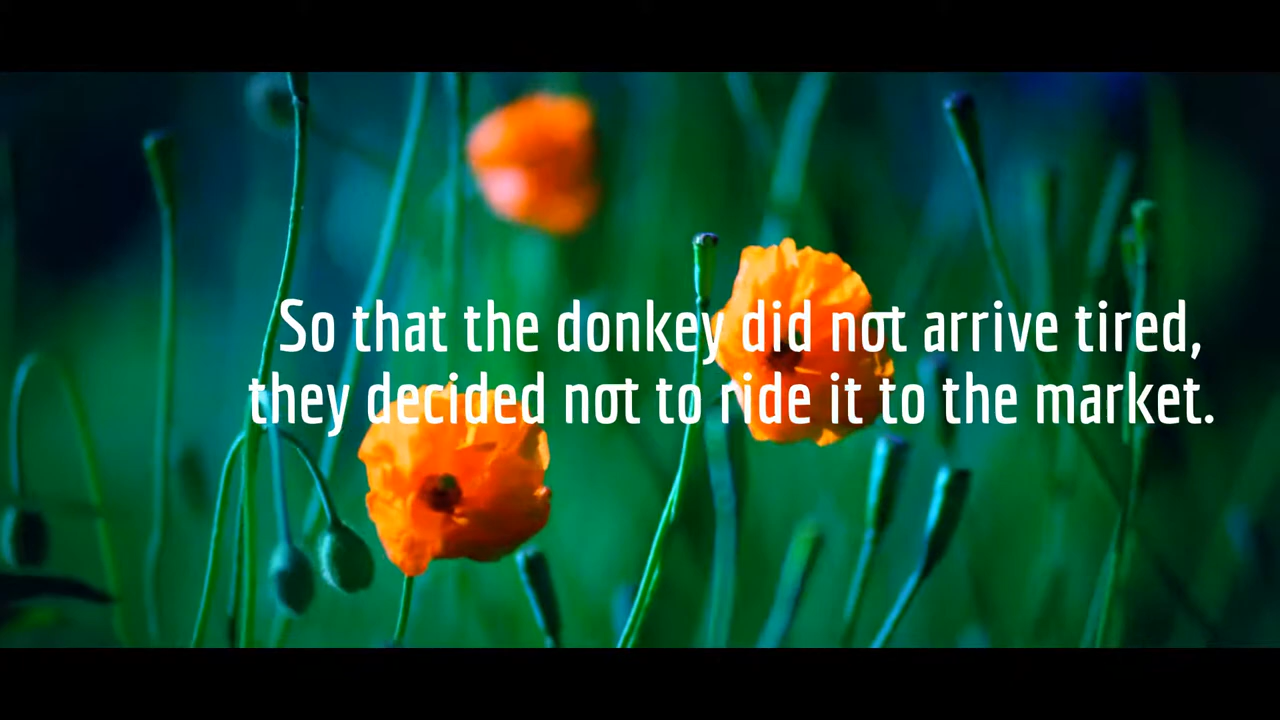 So that the donkey did not arrive tired,
they decided not to ride it to the market.